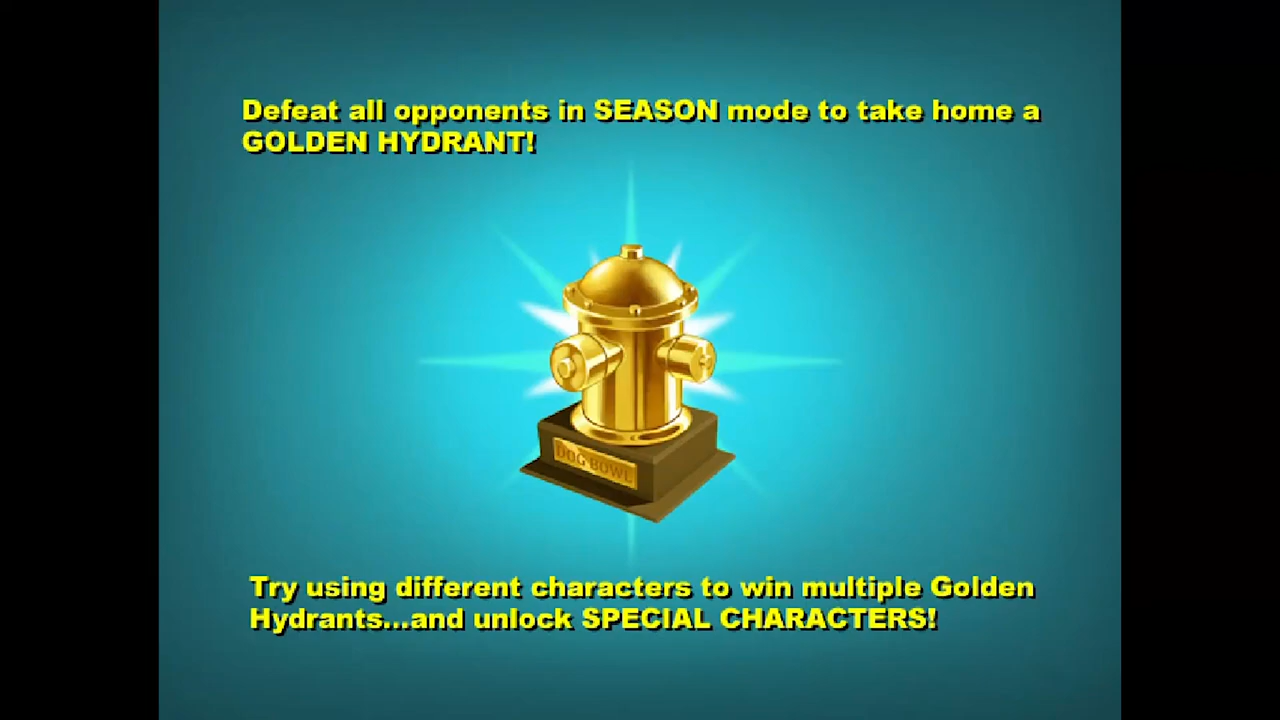 Defeat all opponents in SEASON mode to take home a
GOLDEN HYDRANT!
DOG BOWL
Try using different characters to win multiple Golden
Hydrants...and unlock SPECIAL CHARACTERS!